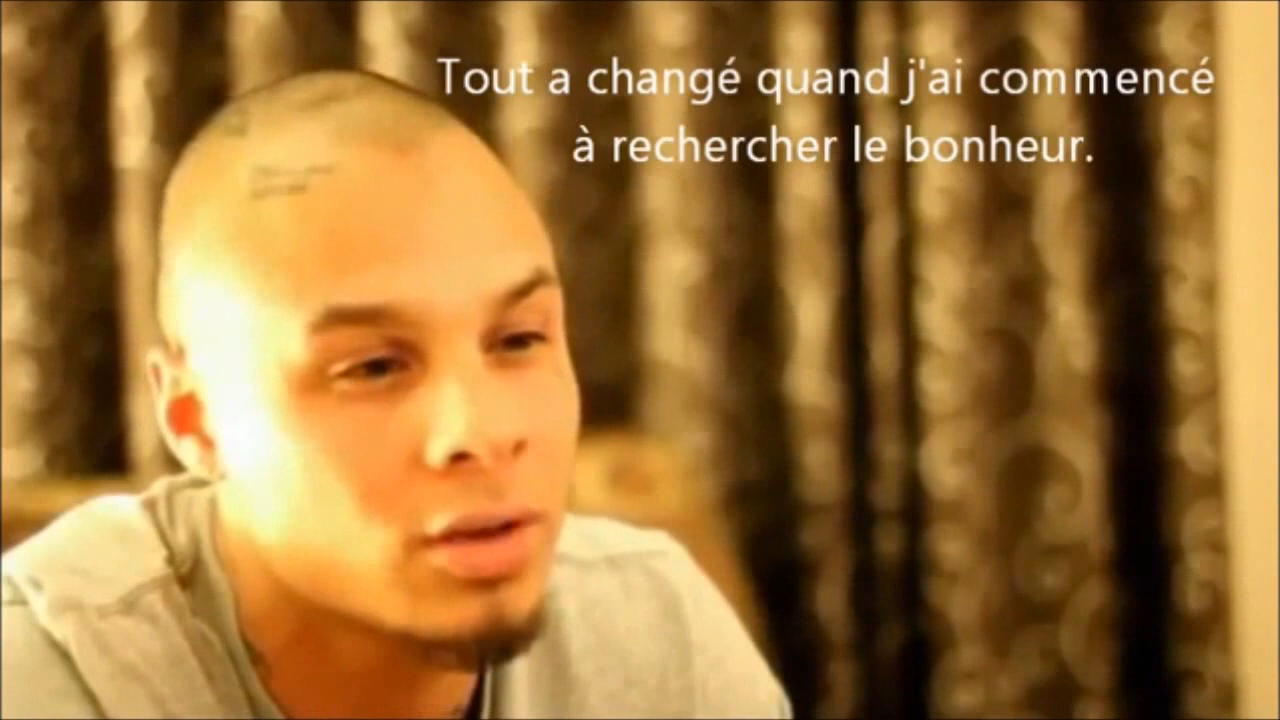 Tout a changé quand j'ai commencé
à rechercher le bonheur.